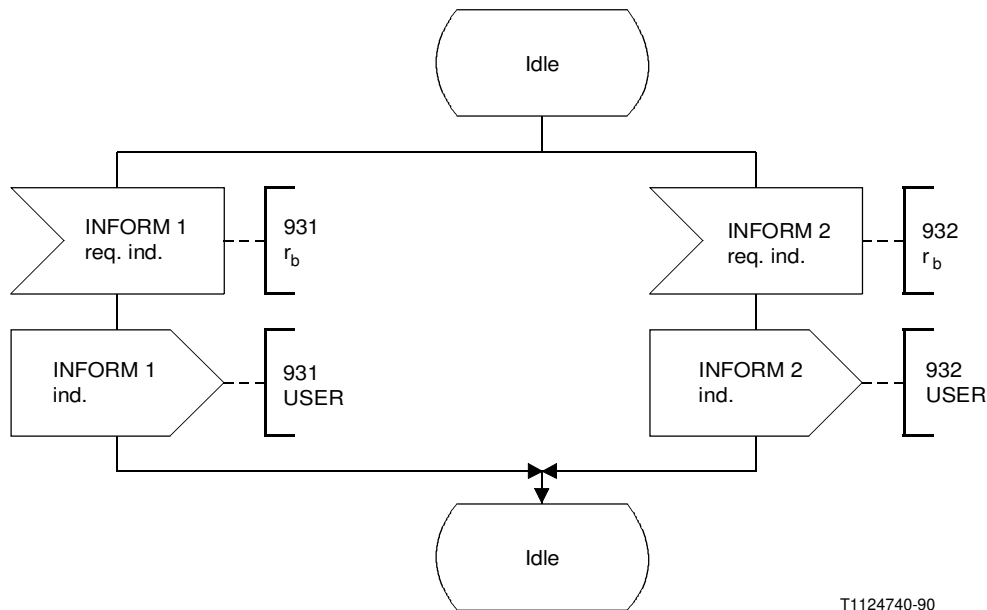 Idle
INFORM 1
req. ind.
931
r_b
INFORM 2
req. ind.
932
r_b
INFORM 1
ind.
931
USER
INFORM 2
ind.
932
USER
Idle
T1124740-90